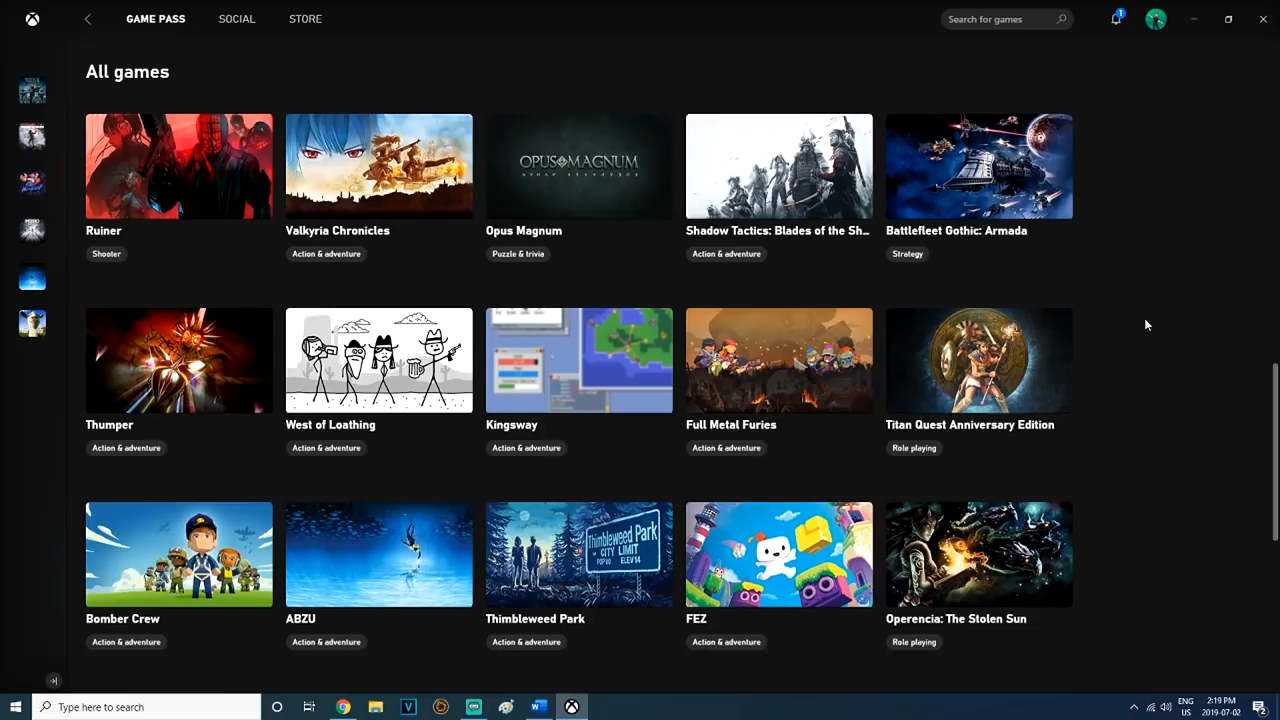 GAME PASS
SOCIAL
STORE
Search for games
1
All games
OPUS MAGNUM
Ruiner
Valkyria Chronicles
Opus Magnum
Shadow Tactics: Blades of the Sh...
Battlefleet Gothic: Armada
Shooter
Action & adventure
Puzzle & trivia
Action & adventure
Strategy
Thumper
West of Loathing
Kingsway
Full Metal Furies
Titan Quest Anniversary Edition
Action & adventure
Action & adventure
Action & adventure
Action & adventure
Role playing
Thimbleweed Park
CITY LIMIT
Bomber Crew
ABZU
Thimbleweed Park
FEZ
Operencia: The Stolen Sun
Action & adventure
Action & adventure
Action & adventure
Action & adventure
Role playing
Type here to search
ENG
US
2:19 PM
2019-07-02
2